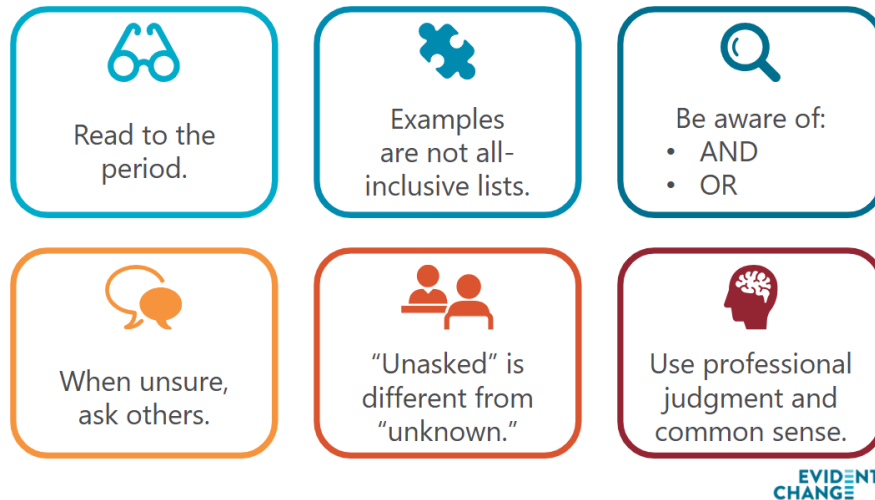 Read to the
period.
Examples
are not all-
inclusive lists.
Be aware of:
• AND
• OR
When unsure,
ask others.
“Unasked” is
different from
“unknown.”
Use professional
judgment and
common sense.
EVIDENT
CHANGE